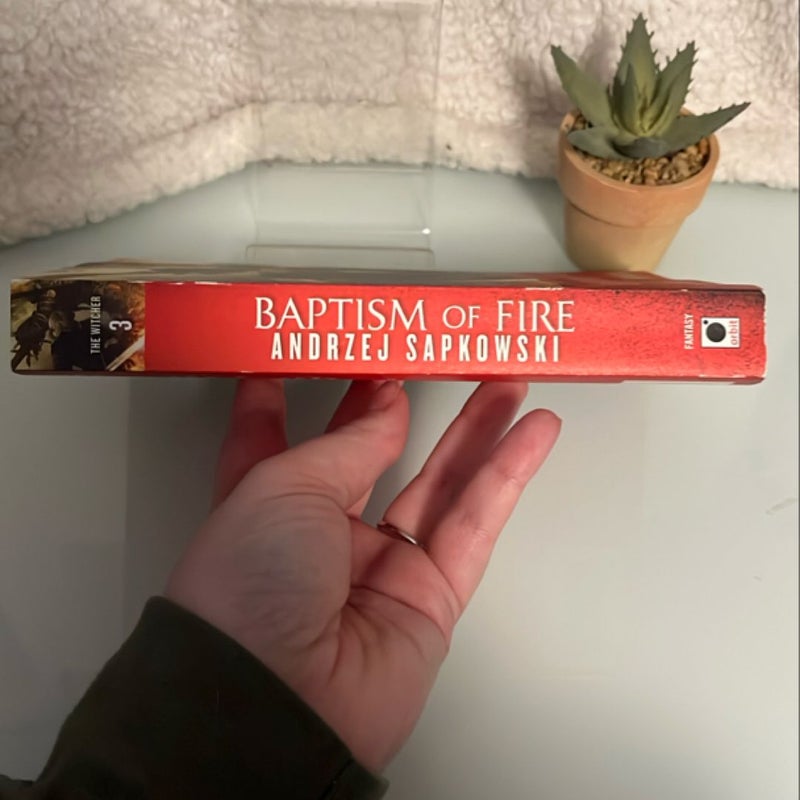 THE WITCHER
3
BAPTISM OF FIRE
ANDRZEJ SAPKOWSKI
FANTASY
orbit